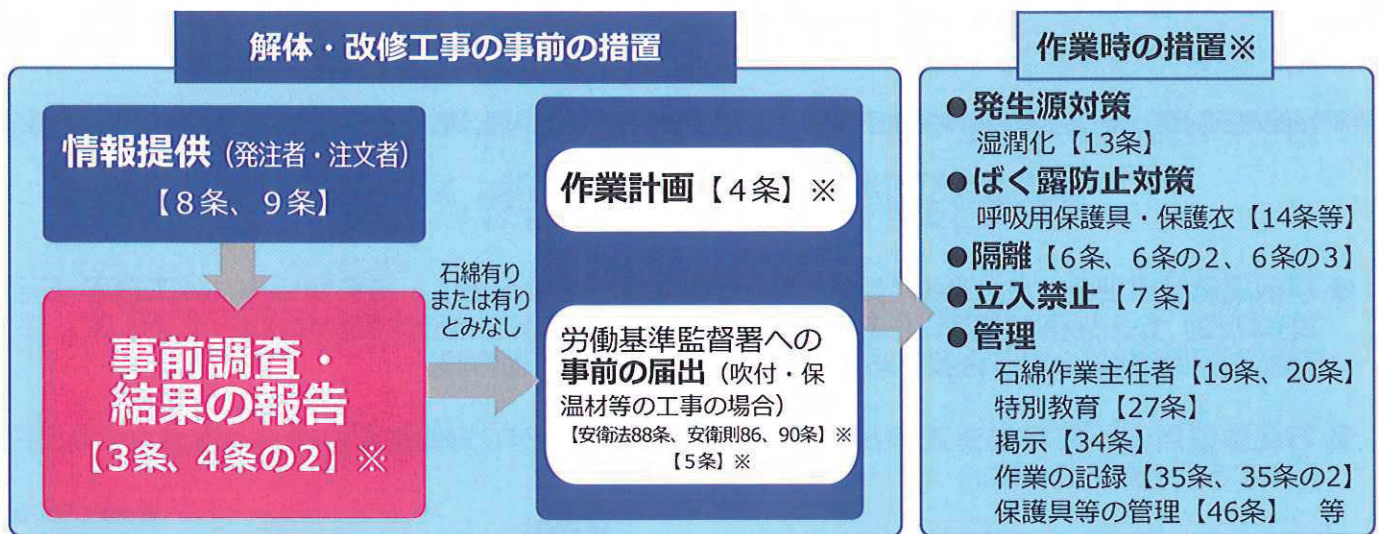 解体・改修工事の事前の措置
情報提供（発注者・注文者）
【８条、９条】
事前調査・
結果の報告
【3条、4条の2】※
石綿有り
または有り
とみなし
作業計画【４条】※
労働基準監督署への
事前の届出（吹付・保
温材等の工事の場合）
【安衛法88条、安衛則86、90条】※
【５条】※
作業時の措置※
●発生源対策
湿潤化【13条】
●ばく露防止対策
呼吸用保護具・保護衣【14条等】
●隔離【６条、６条の２、６条の３】
●立入禁止【７条】
●管理
石綿作業主任者【19条、20条】
特別教育【27条】
掲示【34条】
作業の記録【35条、35条の2】
保護具等の管理【46条】　等